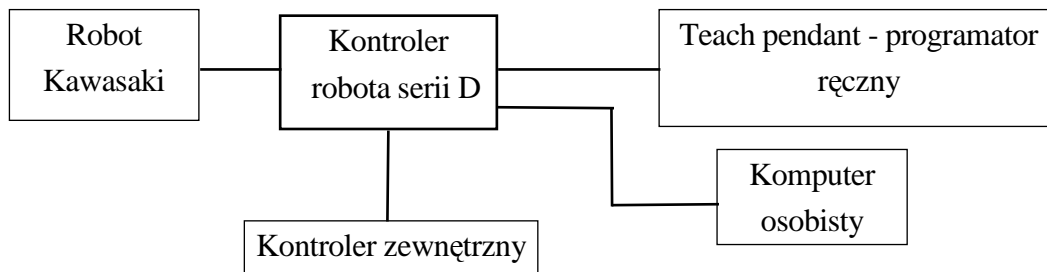 Robot
Kawasaki
Kontroler
robota serii D
Teach pendant - programator
ręczny
Komputer
osobisty
Kontroler zewnętrzny